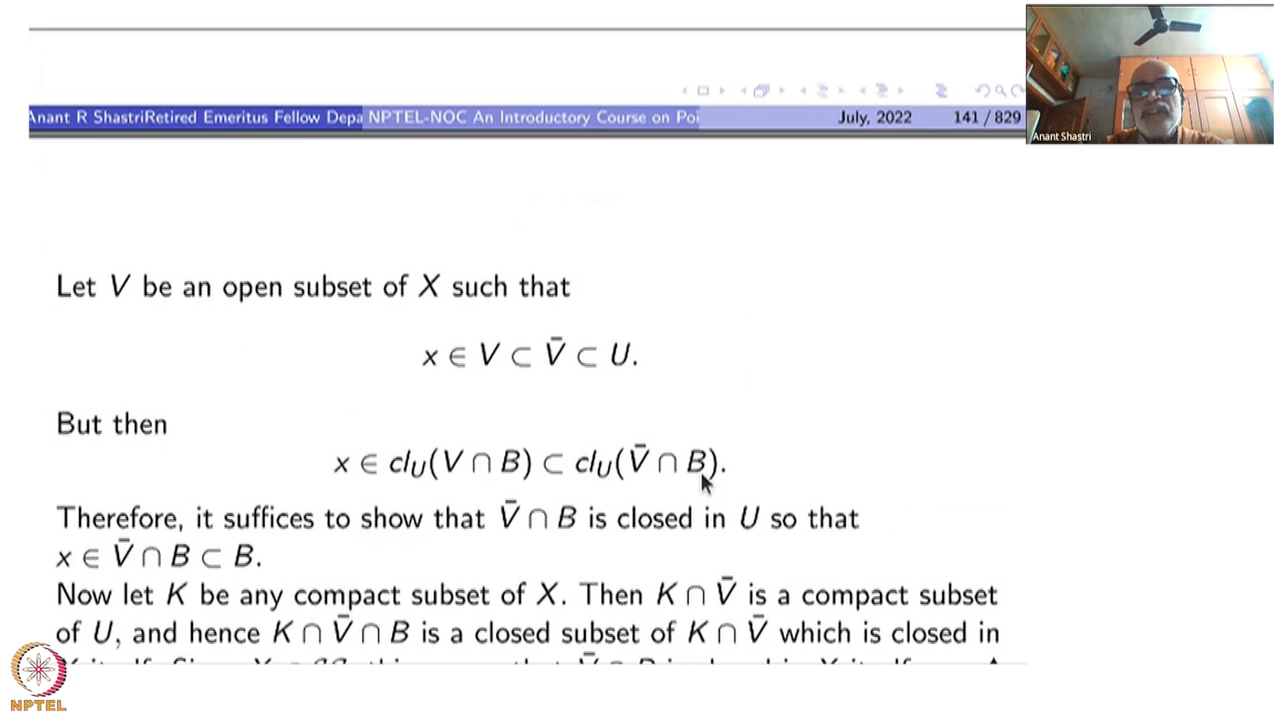 Anant R ShastriRetired Emeritus Fellow Depa NPTEL-NOC An Introductory Course on Poi July, 2022 141 / 829
Anant Shastri
Let V be an open subset of X such that
x ∈ V ⊂ V̄ ⊂ U.
But then
x ∈ cl_U(V ∩ B) ⊂ cl_U(V̄ ∩ B).
Therefore, it suffices to show that V̄ ∩ B is closed in U so that
x ∈ V̄ ∩ B ⊂ B.
Now let K be any compact subset of X. Then K ∩ V̄ is a compact subset
of U, and hence K ∩ V̄ ∩ B is a closed subset of K ∩ V̄ which is closed in
NPTEL